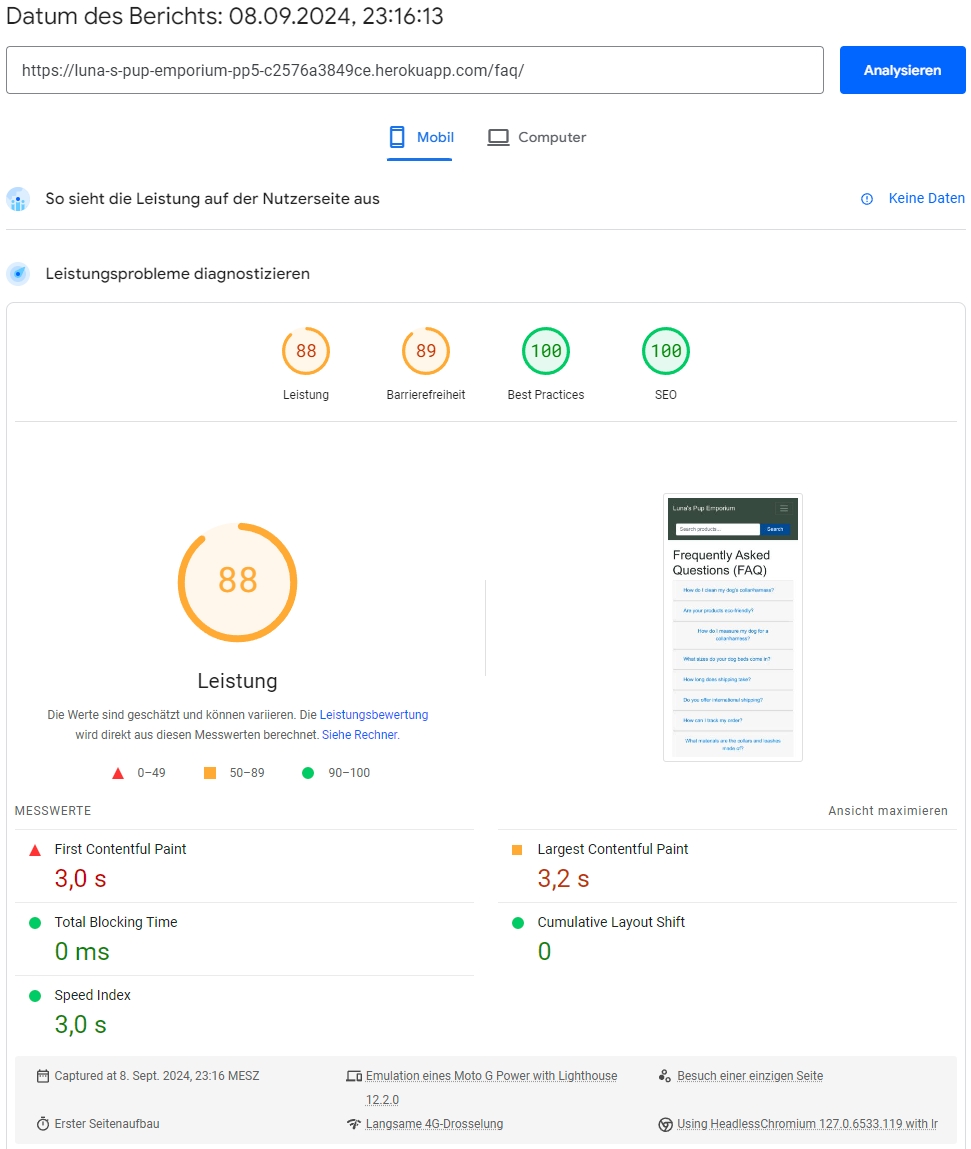 Datum des Berichts: 08.09.2024, 23:16:13
https://luna-s-pup-emporium-pp5-c2576a3849ce.herokuapp.com/faq/
Analysieren
Mobil
Computer
So sieht die Leistung auf der Nutzerseite aus
Keine Daten
Leistungsprobleme diagnostizieren
88
89
100
100
Leistung
Barrierefreiheit
Best Practices
SEO
88
Leistung
Die Werte sind geschätzt und können variieren. Die Leistungsbewertung
wird direkt aus diesen Messwerten berechnet. Siehe Rechner.
0–49
50–89
90–100
Luna's Pup Emporium
Search products...
Search
Frequently Asked
Questions (FAQ)
How do I clean my dog's collar/harness?
Are your products eco-friendly?
How do I measure my dog for a
collar/harness?
What sizes do your dog beds come in?
How long does shipping take?
Do you offer international shipping?
How can I track my order?
What materials are the collars and leashes
made of?
MESSWERTE
Ansicht maximieren
First Contentful Paint
3,0 s
Largest Contentful Paint
3,2 s
Total Blocking Time
0 ms
Cumulative Layout Shift
0
Speed Index
3,0 s
Captured at 8. Sept. 2024, 23:16 MESZ
Emulation eines Moto G Power with Lighthouse
12.2.0
Besuch einer einzigen Seite
Erster Seitenaufbau
Langsame 4G-Drosselung
Using HeadlessChromium 127.0.6533.119 with lr